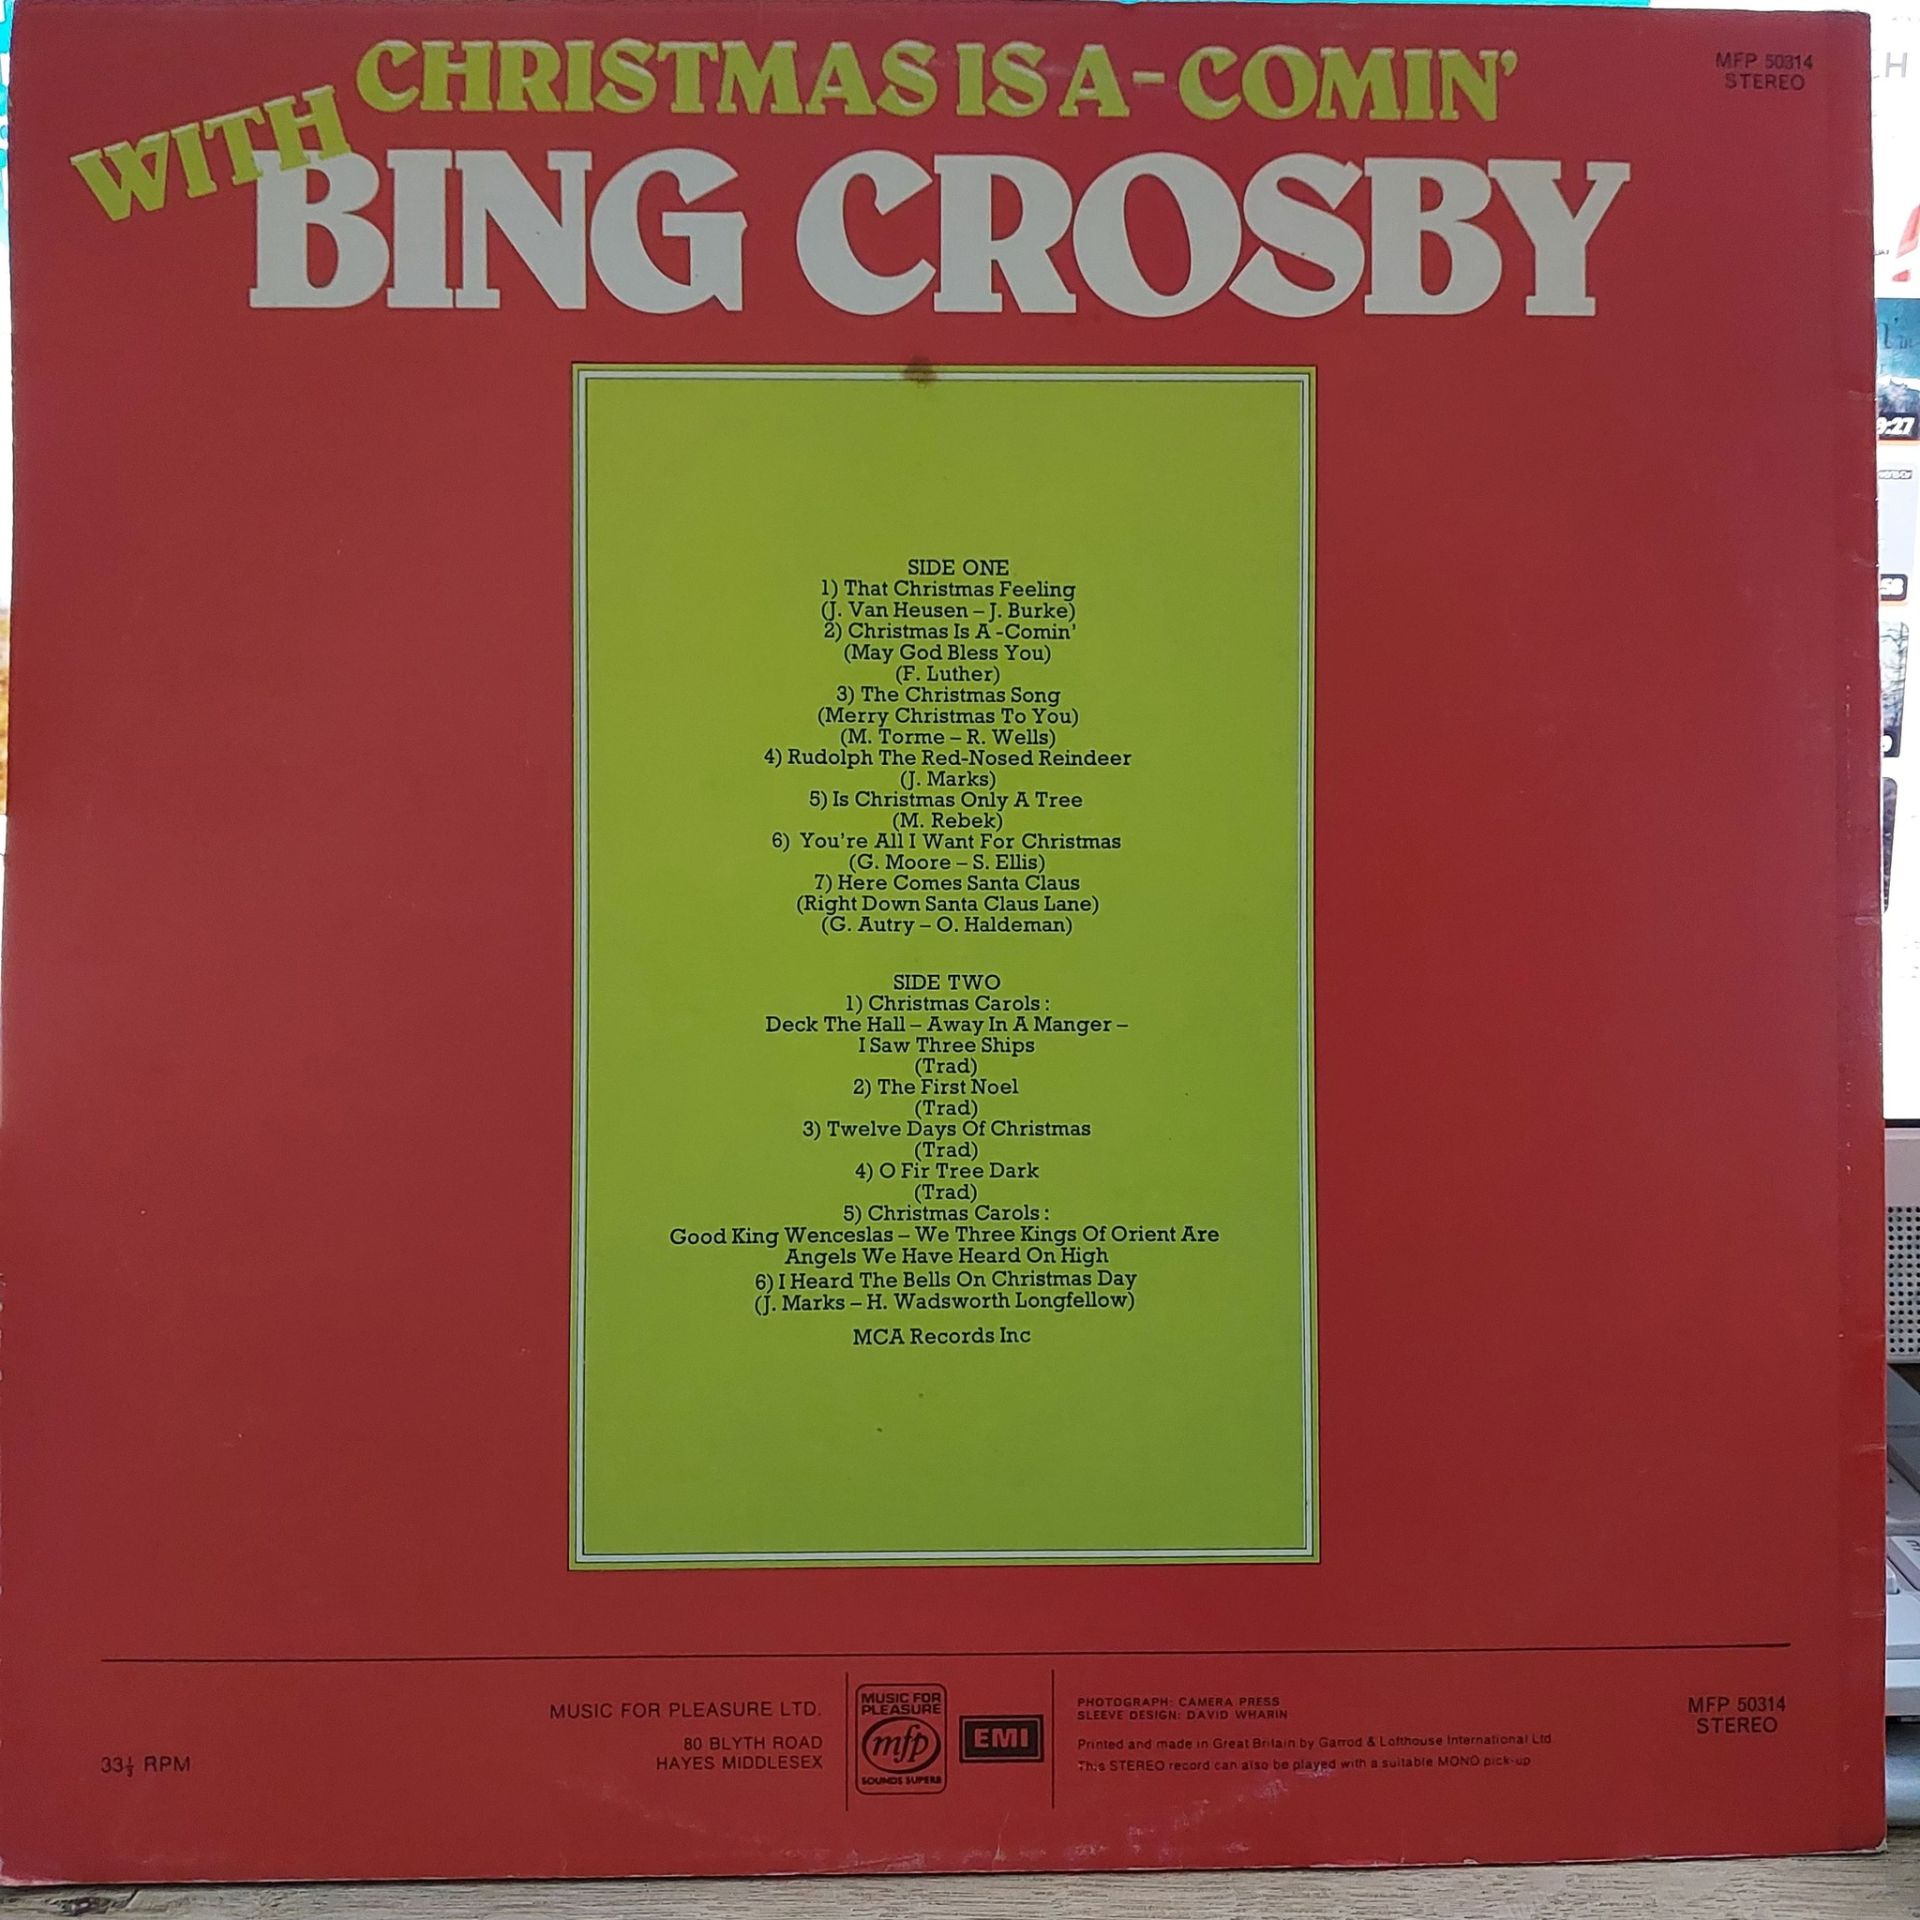 CHRISTMAS IS A-COMIN'
MFP 50314
STEREO
WITH
BING CROSBY
SIDE ONE
1) That Christmas Feeling
(J. Van Heusen – J. Burke)
2) Christmas Is A -Comin'
(May God Bless You)
(F. Luther)
3) The Christmas Song
(Merry Christmas To You)
(M. Torme – R. Wells)
4) Rudolph The Red-Nosed Reindeer
(J. Marks)
5) Is Christmas Only A Tree
(M. Rebek)
6) You're All I Want For Christmas
(G. Moore – S. Ellis)
7) Here Comes Santa Claus
(Right Down Santa Claus Lane)
(G. Autry – O. Haldeman)
SIDE TWO
1) Christmas Carols :
Deck The Hall – Away In A Manger –
I Saw Three Ships
(Trad)
2) The First Noel
(Trad)
3) Twelve Days Of Christmas
(Trad)
4) O Fir Tree Dark
(Trad)
5) Christmas Carols :
Good King Wenceslas – We Three Kings Of Orient Are
Angels We Have Heard On High
6) I Heard The Bells On Christmas Day
(J. Marks – H. Wadsworth Longfellow)
MCA Records Inc
33⅓ RPM
MUSIC FOR PLEASURE LTD.
80 BLYTH ROAD
HAYES MIDDLESEX
MUSIC FOR
PLEASURE
mfp
SOUNDS SUPERB
EMI
PHOTOGRAPH: CAMERA PRESS
SLEEVE DESIGN: DAVID WHARIN
Printed and made in Great Britain by Garrod & Lofthouse International Ltd.
This STEREO record can also be played with a suitable MONO pick-up
MFP 50314
STEREO
H
9:27